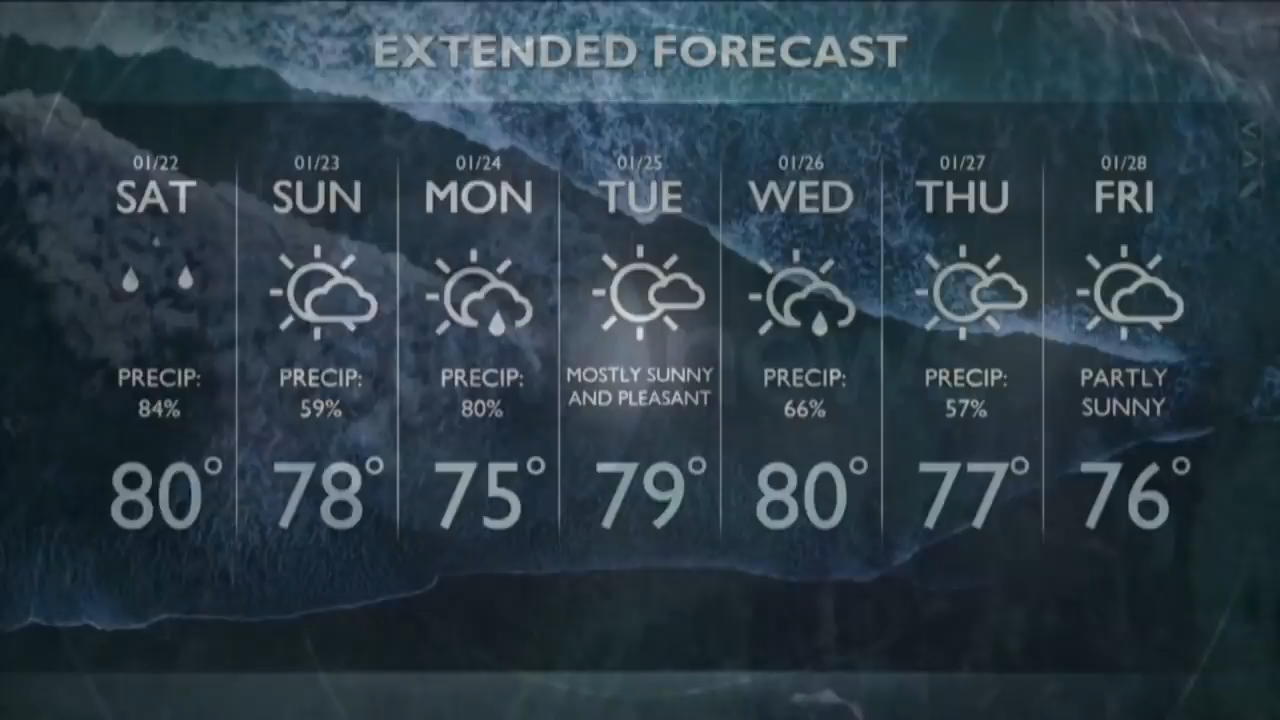 EXTENDED FORECAST
01/22
SAT
PRECIP:
84%
80°
01/23
SUN
PRECIP:
59%
78°
01/24
MON
PRECIP:
80%
75°
01/25
TUE
MOSTLY SUNNY
AND PLEASANT
79°
01/26
WED
PRECIP:
66%
80°
01/27
THU
PRECIP:
57%
77°
01/28
FRI
PARTLY
SUNNY
76°